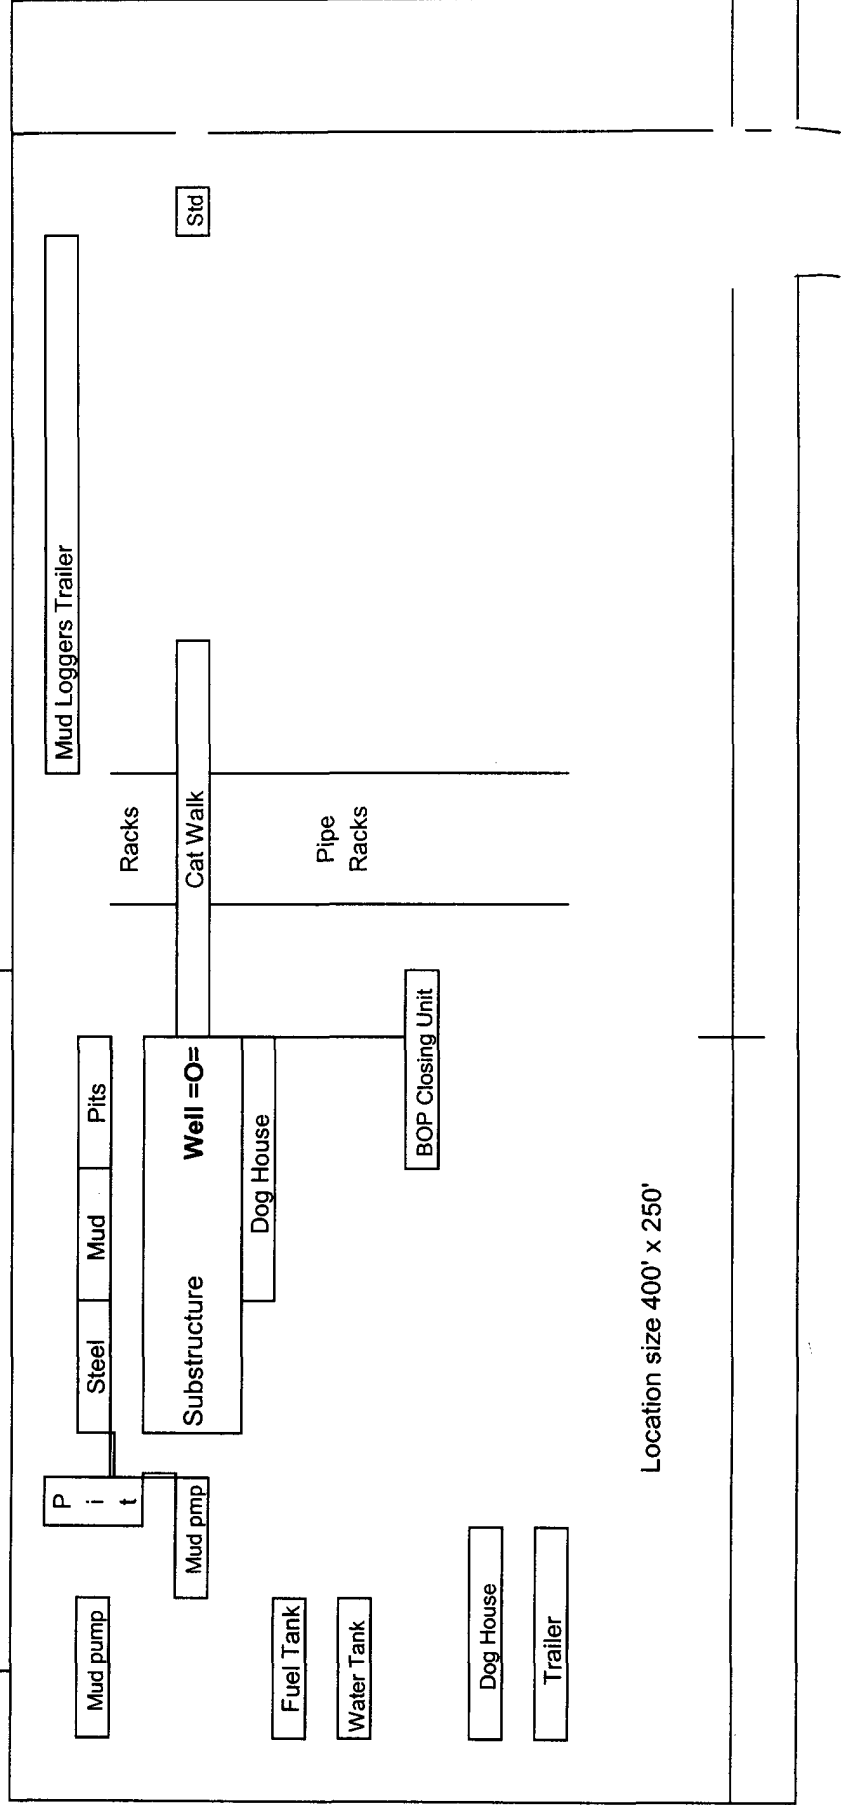 Mud Loggers Trailer
Std
Racks
Cat Walk
Pipe
Racks
Steel
Mud
Pits
Substructure
Well =O=
Dog House
BOP Closing Unit
P
i
t
Mud pmp
Mud pump
Fuel Tank
Water Tank
Dog House
Trailer
Location size 400' x 250'